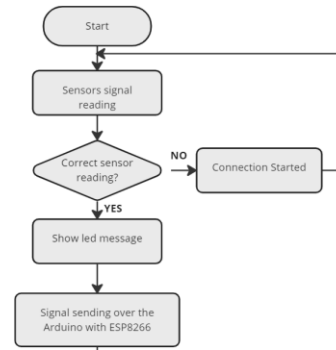 Start
Sensors signal
reading
Correct sensor
reading?
NO
Connection Started
YES
Show led message
Signal sending over the
Arduino with ESP8266